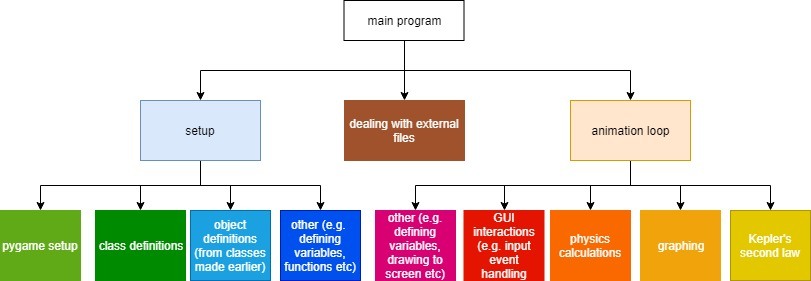 main program
setup
dealing with external
files
animation loop
pygame setup
class definitions
object
definitions
(from classes
made earlier)
other (e.g.
defining
variables,
functions etc)
other (e.g.
defining
variables,
drawing to
screen etc)
GUI
interactions
(e.g. input
event
handling
physics
calculations
graphing
Kepler's
second law